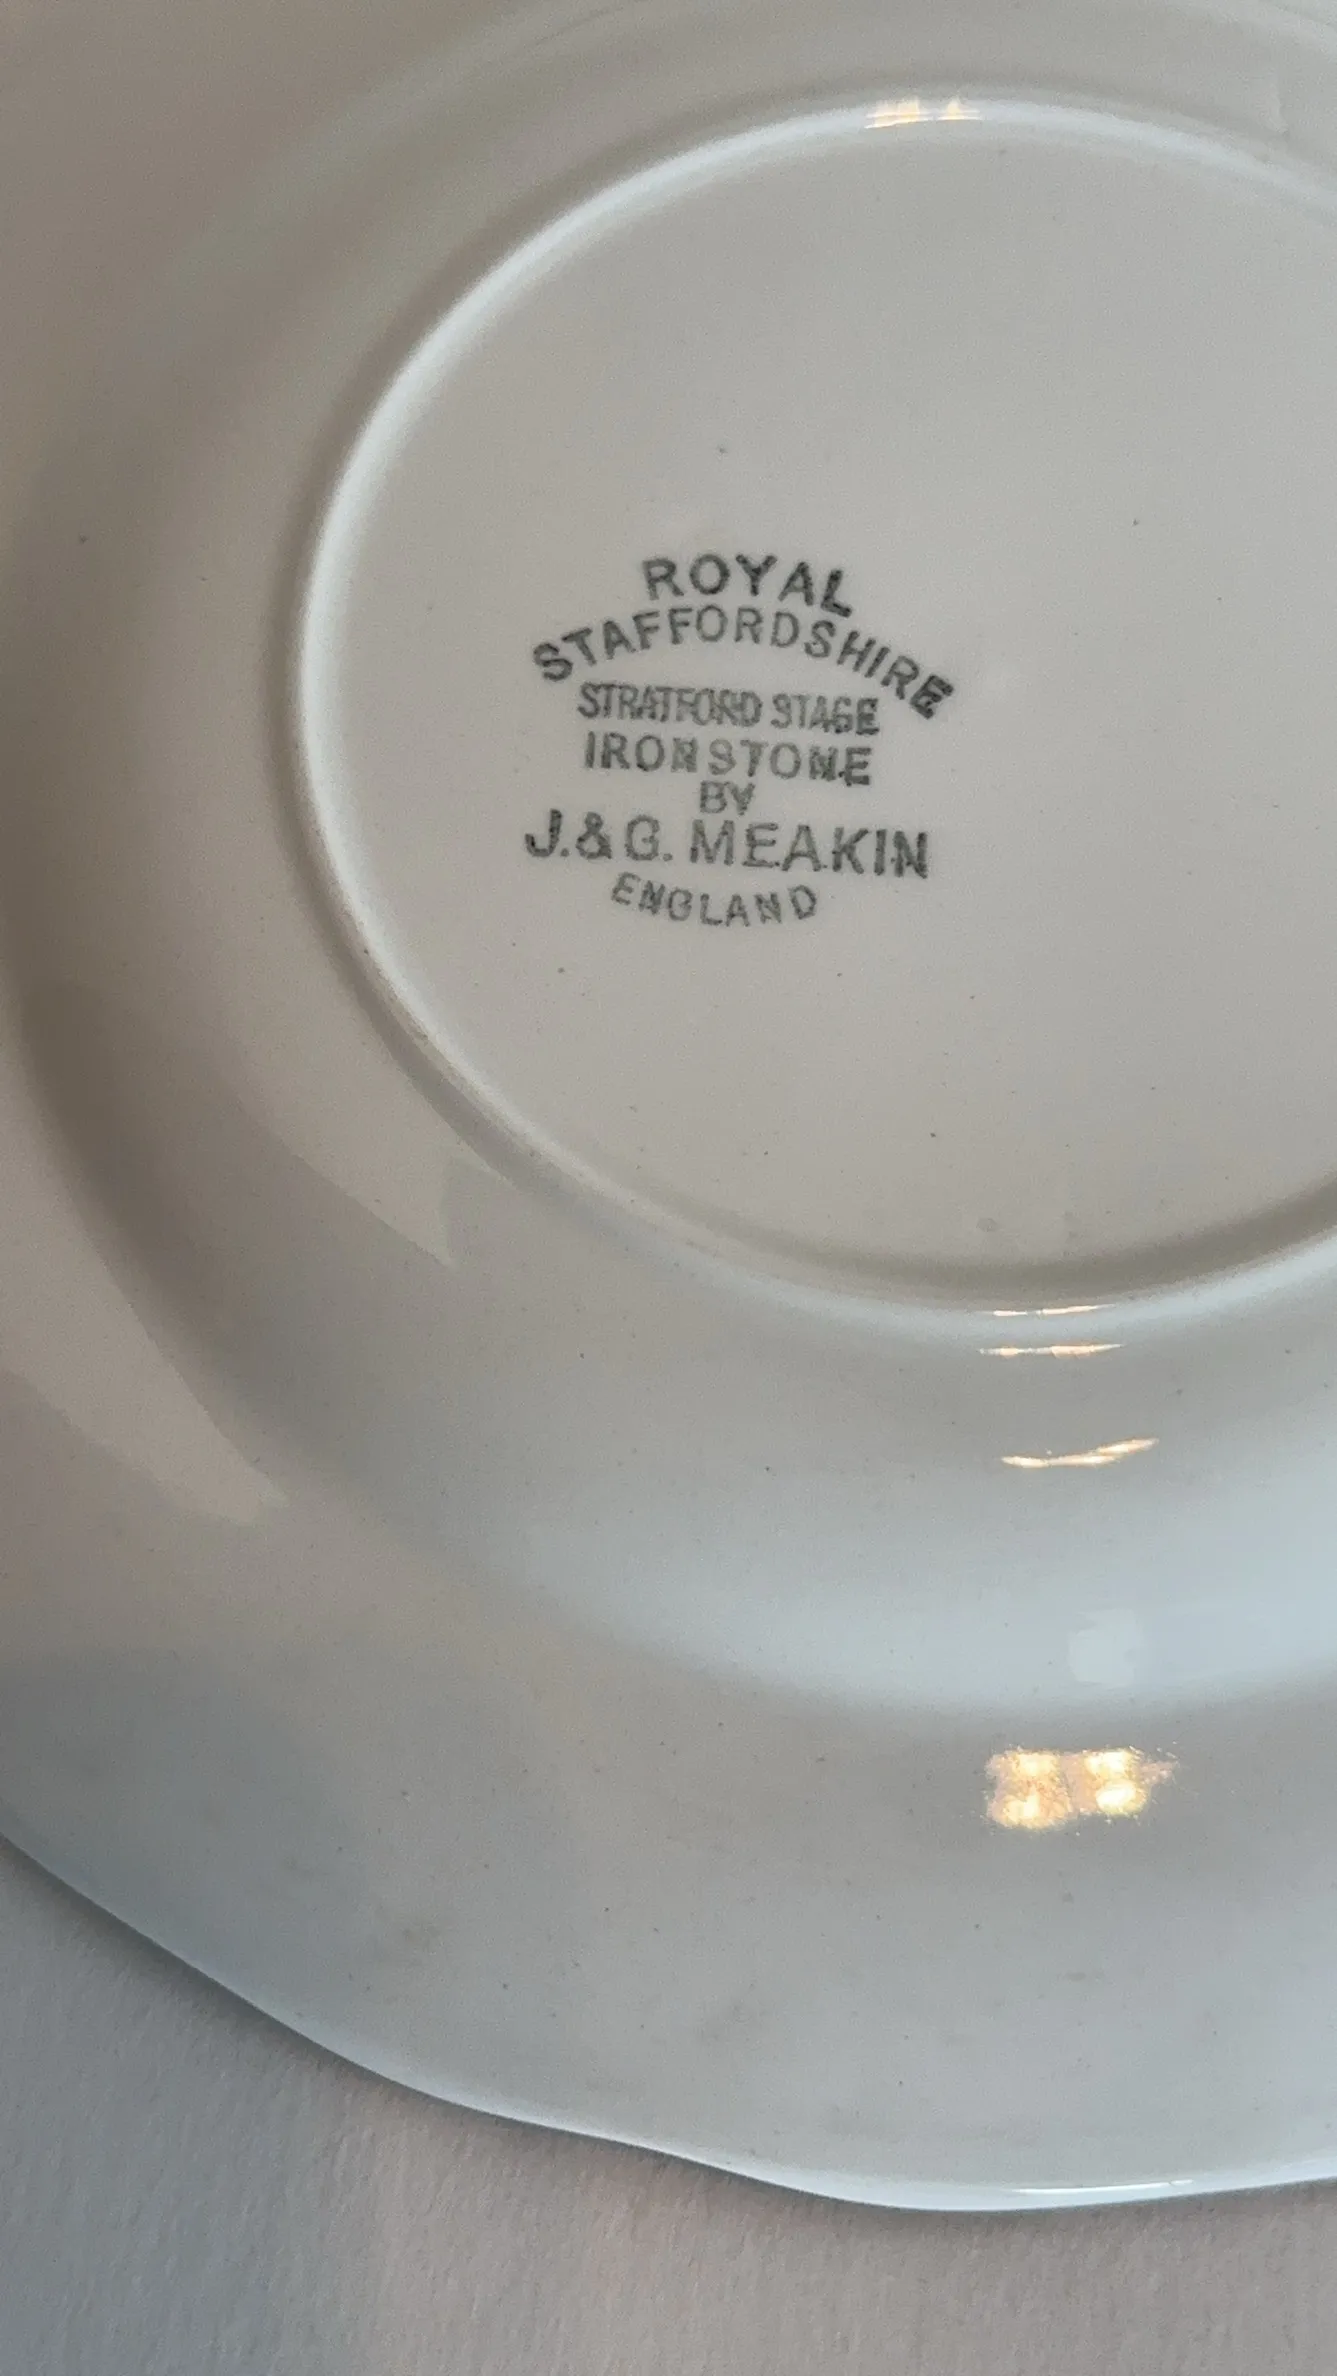 ROYAL
STAFFORDSHIRE
STRATFORD STAGE
IRONSTONE
BY
J.&G. MEAKIN
ENGLAND